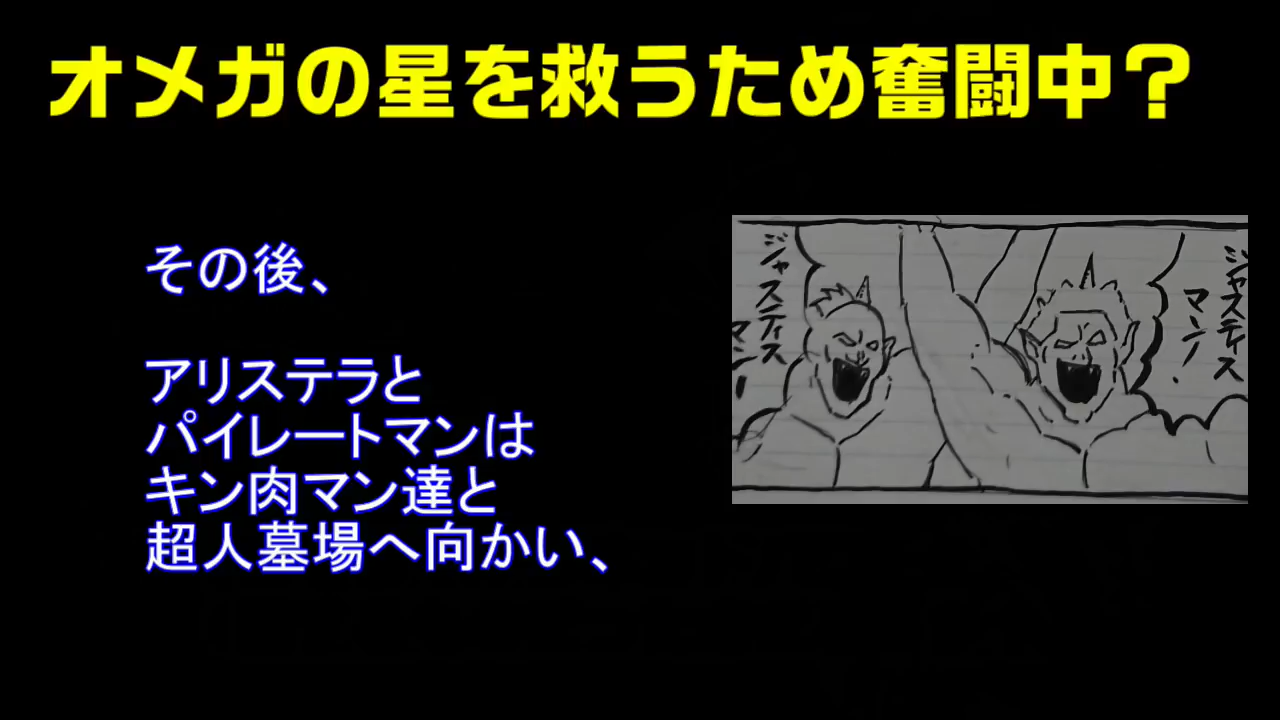 オメガの星を救うため奮闘中？
その後、
アリステラと
パイレートマンは
キン肉マン達と
超人墓場へ向かい、
ジャスティス
マン！
ジャスティス
マン！